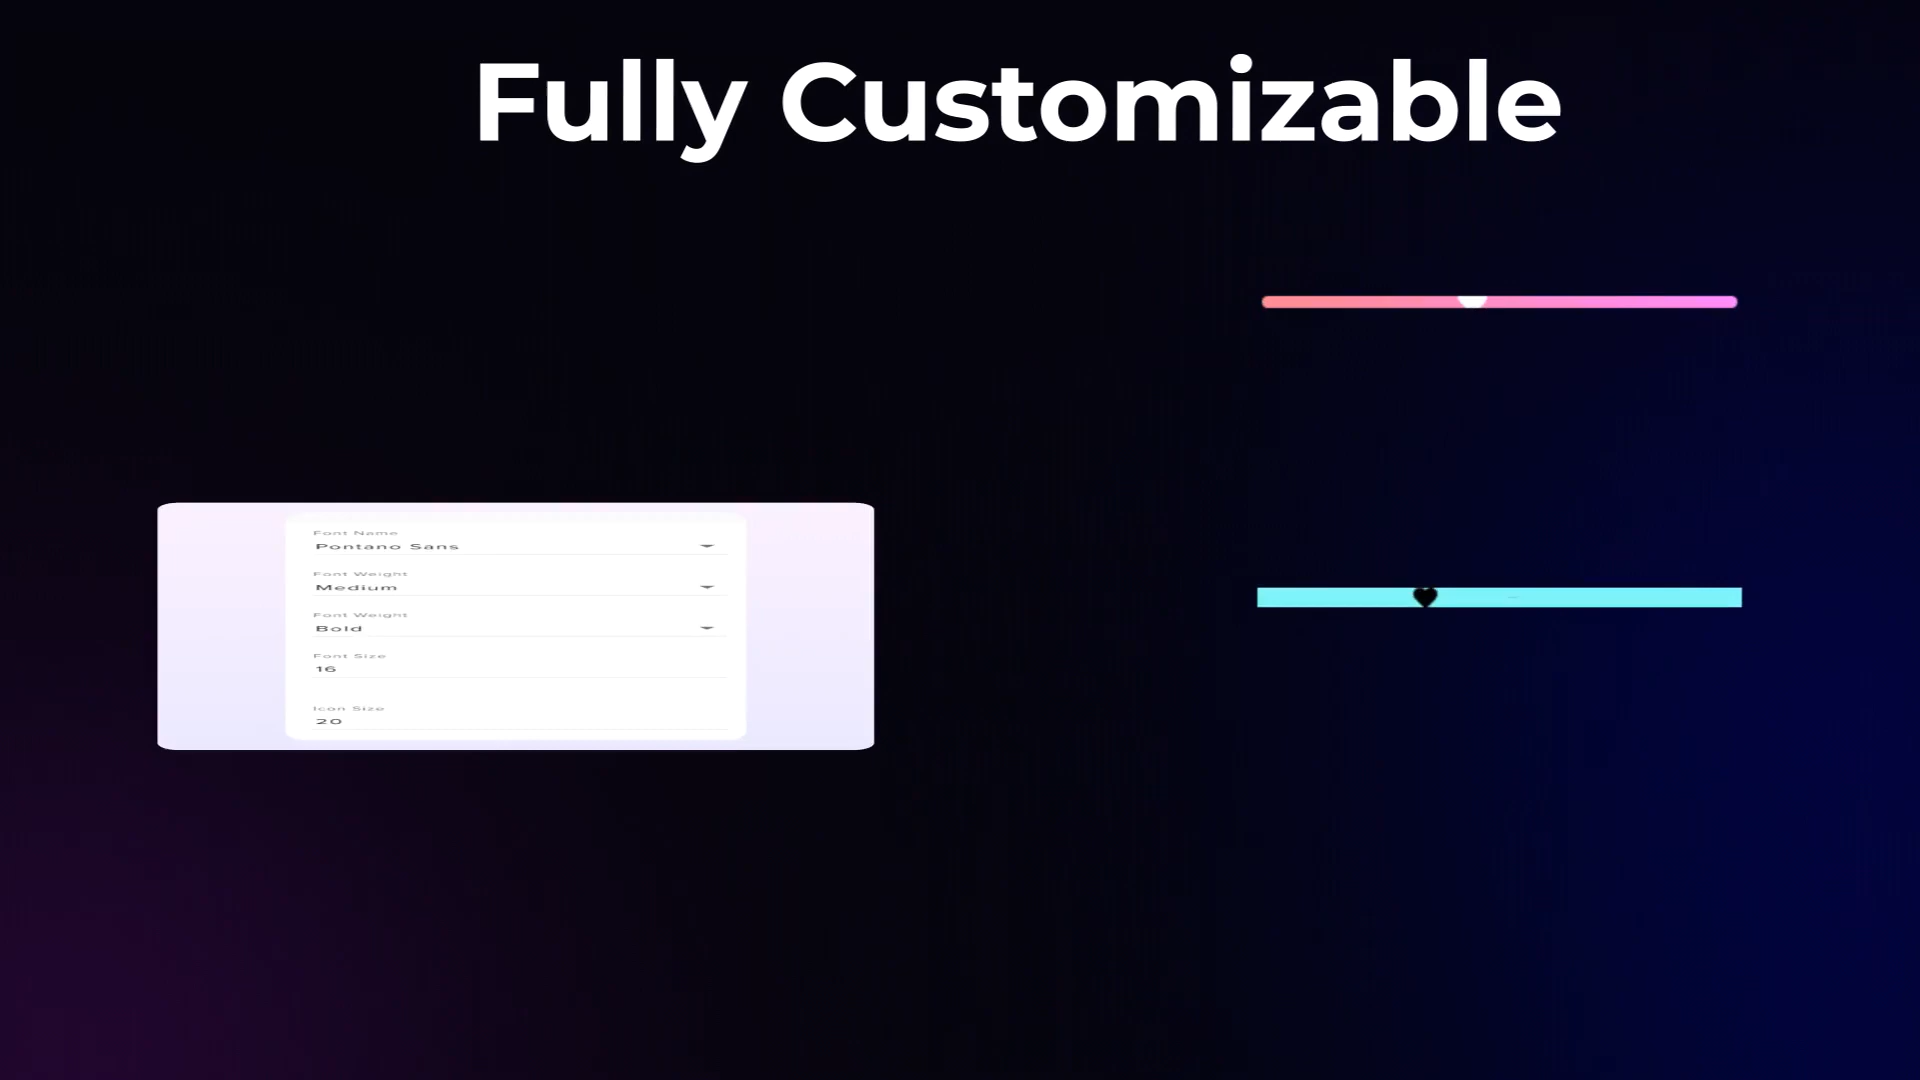 Fully Customizable
Font Name
Pontano Sans
Font Weight
Medium
Font Weight
Bold
Font Size
16
Icon Size
20